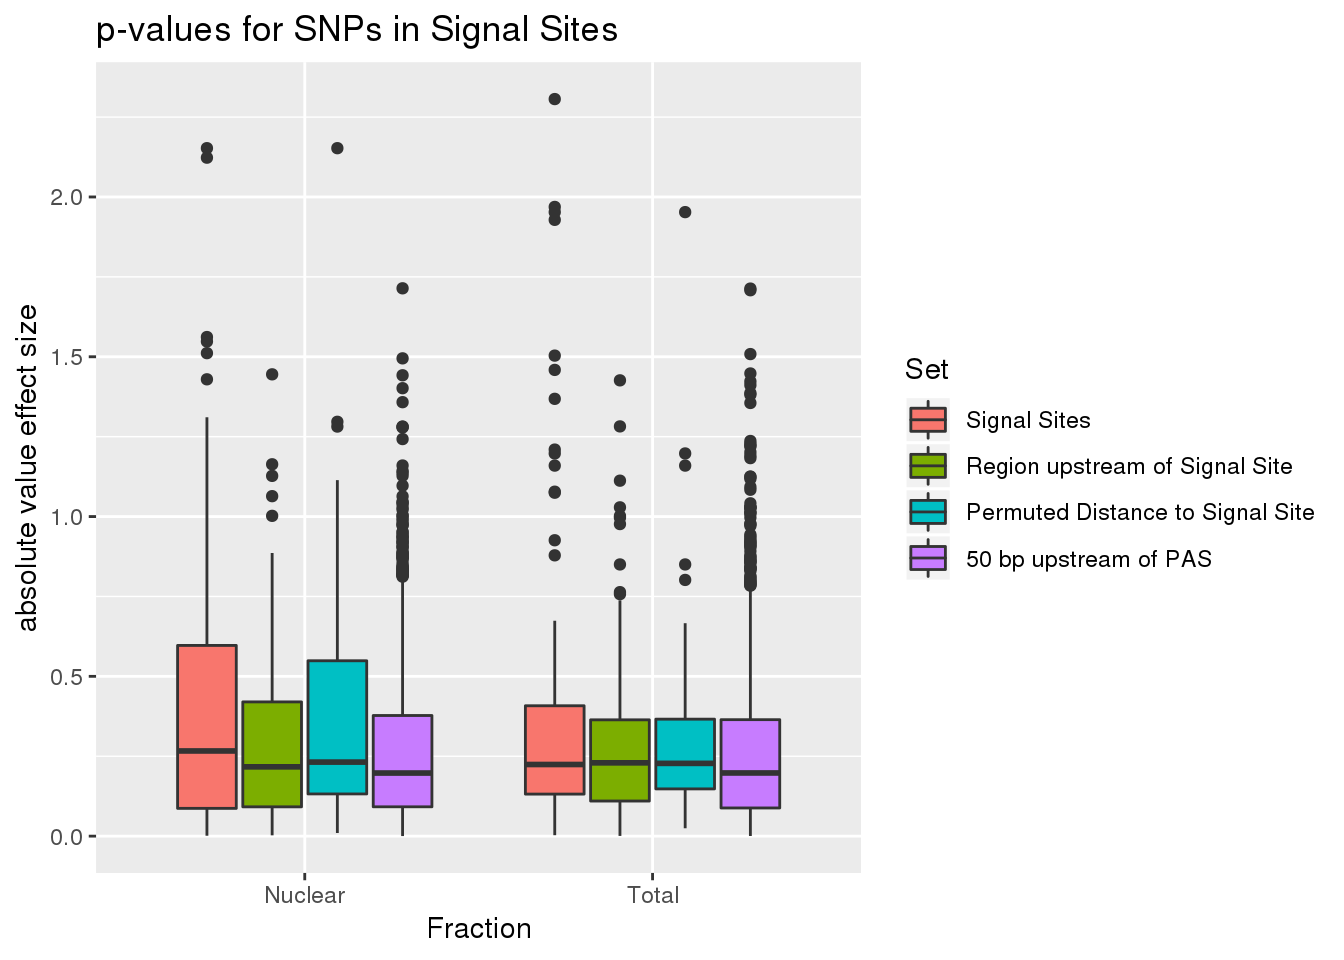 p-values for SNPs in Signal Sites
absolute value effect size
2.0
1.5
1.0
0.5
0.0
Nuclear
Total
Fraction
Set
Signal Sites
Region upstream of Signal Site
Permuted Distance to Signal Site
50 bp upstream of PAS